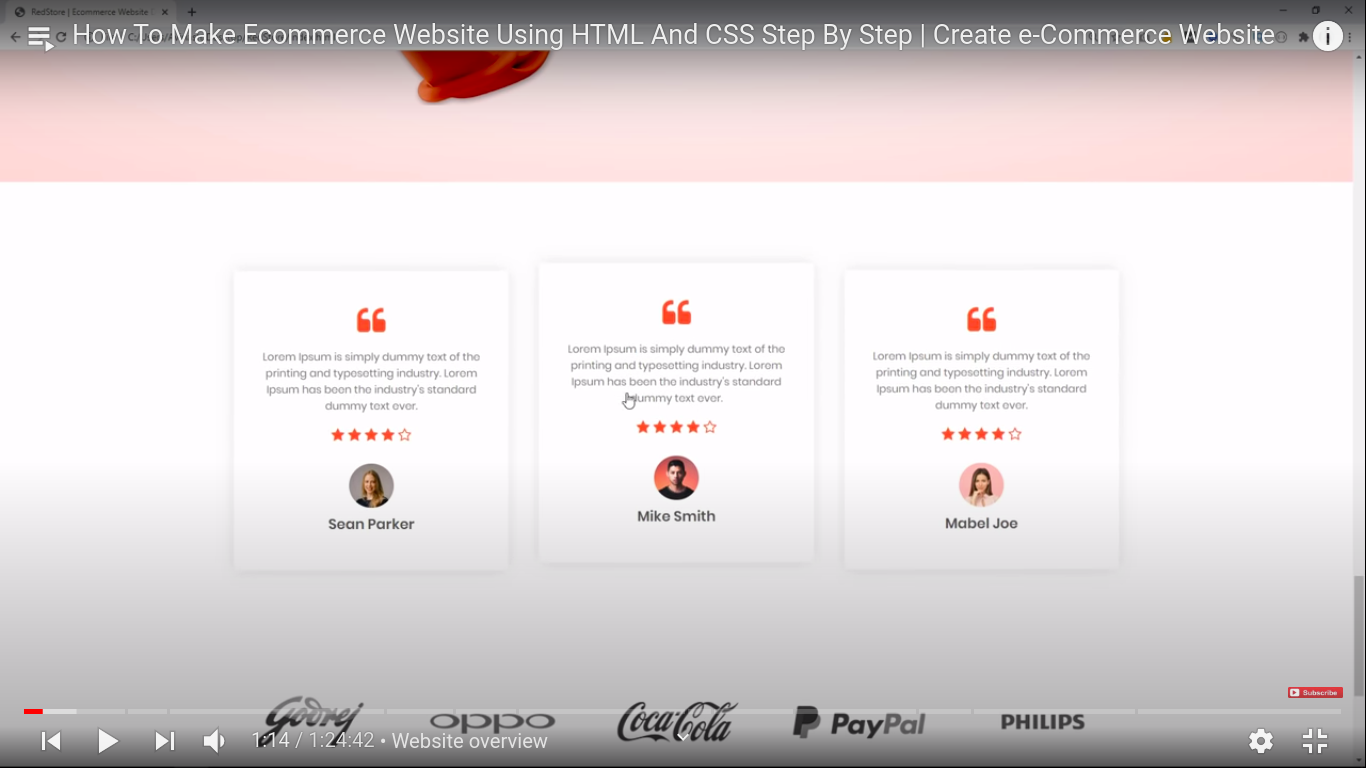 RedStore | Ecommerce Website
How To Make Ecommerce Website Using HTML And CSS Step By Step | Create e-Commerce Website
Lorem Ipsum is simply dummy text of the
printing and typesetting industry. Lorem
Ipsum has been the industry's standard
dummy text ever.
Sean Parker
Lorem Ipsum is simply dummy text of the
printing and typesetting industry. Lorem
Ipsum has been the industry's standard
dummy text ever.
Mike Smith
Lorem Ipsum is simply dummy text of the
printing and typesetting industry. Lorem
Ipsum has been the industry's standard
dummy text ever.
Mabel Joe
Subscribe
Godrej oppo Coca-Cola PayPal PHILIPS
1:14 / 1:24:42 • Website overview